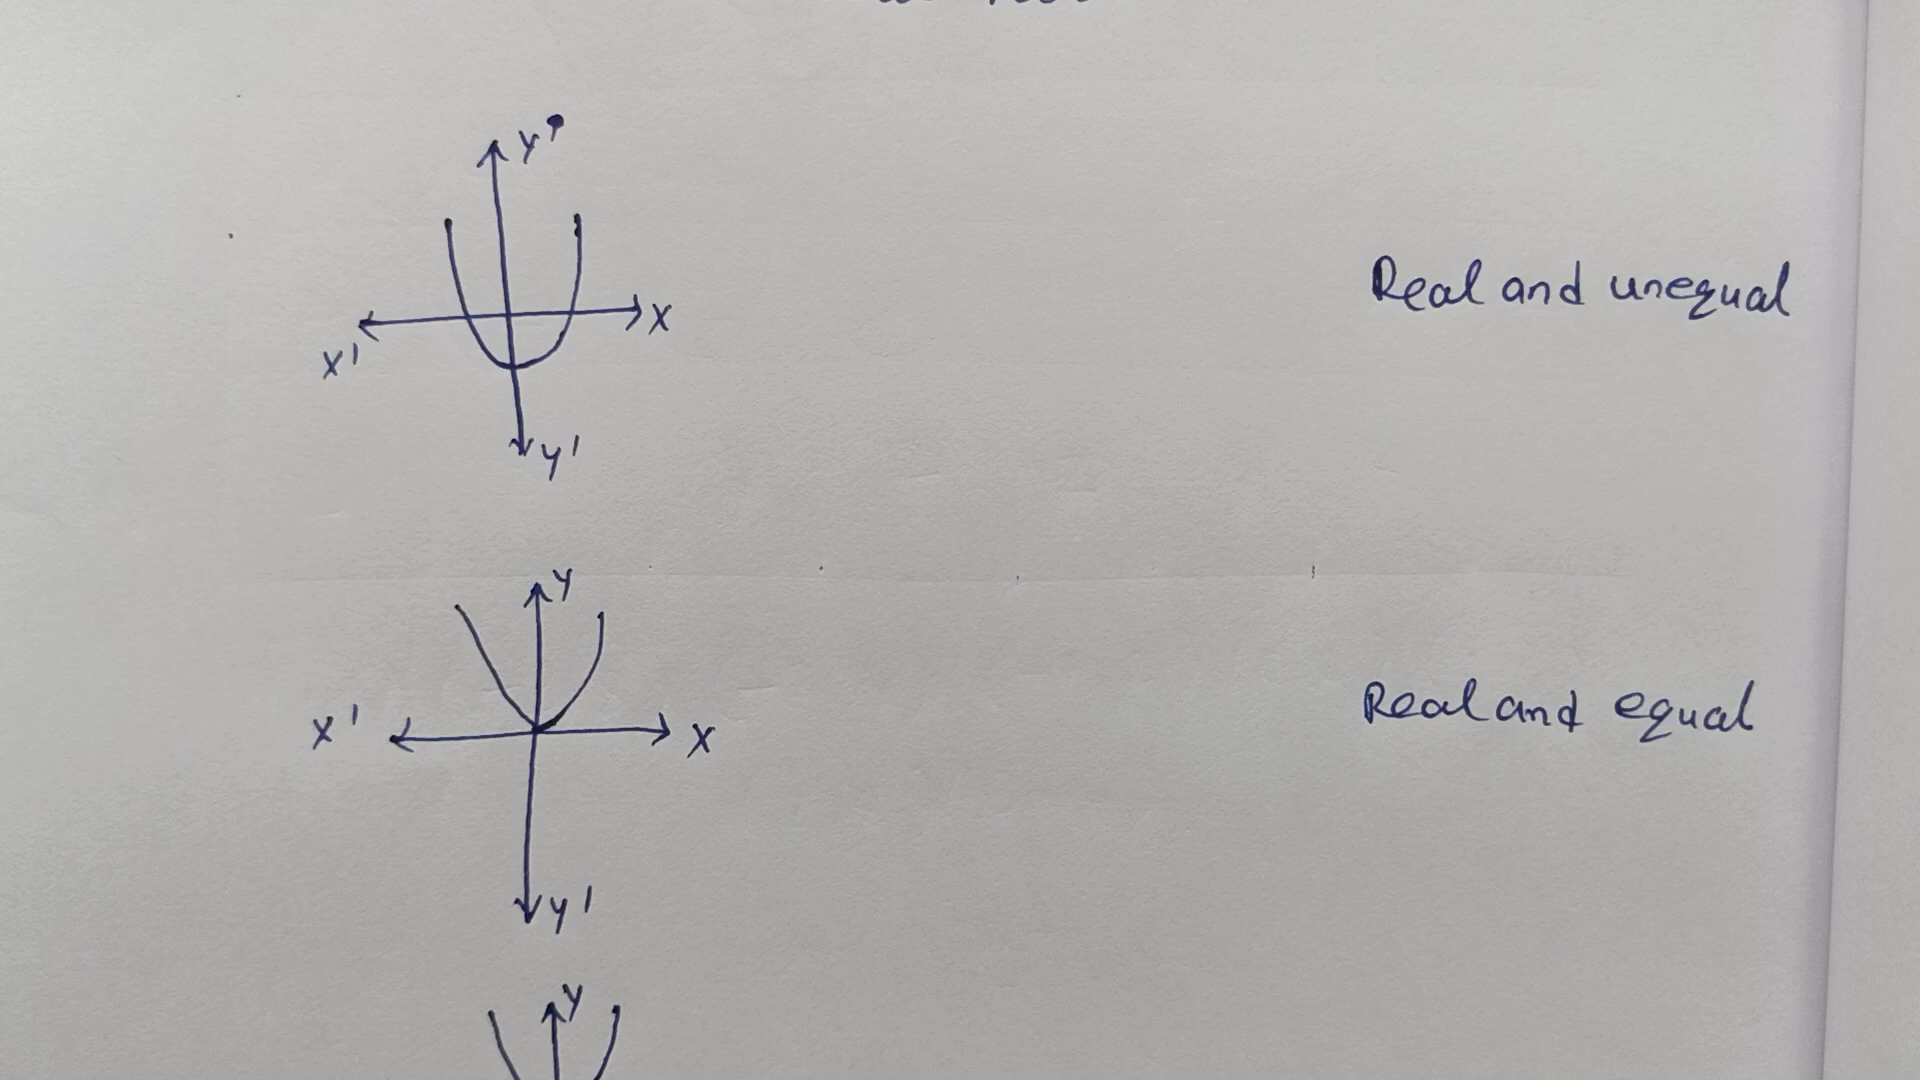 Y'
X
X'
Y'
Real and unequal
Y
X'
X
Y'
Real and equal
Y